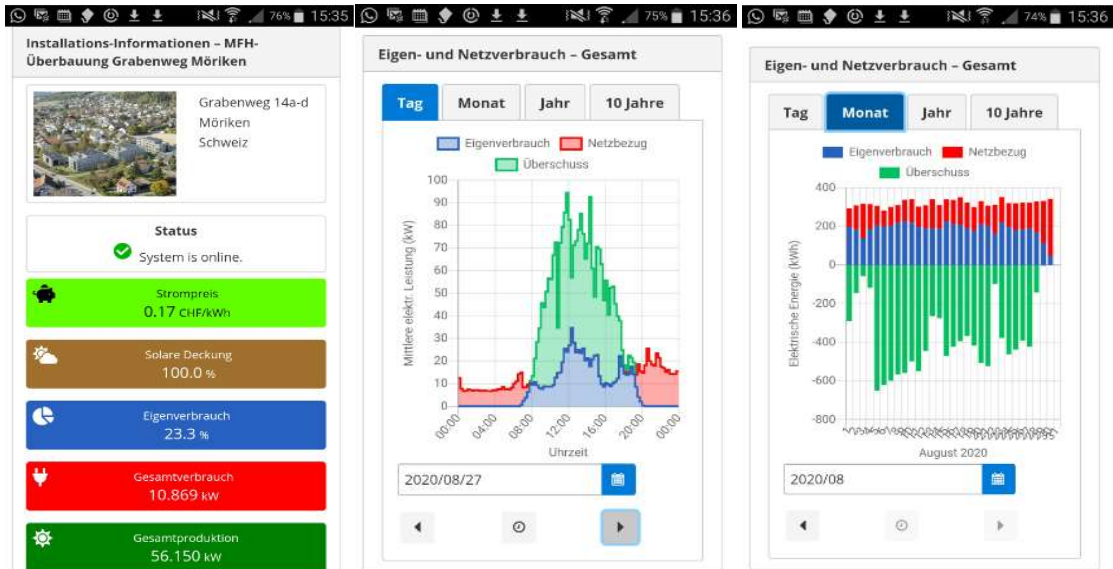 76% 15:35
Installations-Informationen – MFH-
Überbauung Grabenweg Möriken
Grabenweg 14a-d
Möriken
Schweiz
Status
System is online.
Strompreis
0.17 CHF/kWh
Solare Deckung
100.0 %
Eigenverbrauch
23.3 %
Gesamtverbrauch
10.869 kW
Gesamtproduktion
56.150 kW
75% 15:36
Eigen- und Netzverbrauch – Gesamt
Tag Monat Jahr 10 Jahre
Eigenverbrauch Netzbezug
Überschuss
Mittlere elektr. Leistung (kW)
100
90
80
70
60
50
40
30
20
10
0
00:00 04:00 08:00 12:00 16:00 20:00 00:00
Uhrzeit
2020/08/27
74% 15:36
Eigen- und Netzverbrauch – Gesamt
Tag Monat Jahr 10 Jahre
Eigenverbrauch Netzbezug
Überschuss
Elektrische Energie (kWh)
400
200
0
-200
-400
-600
-800
August 2020
2020/08